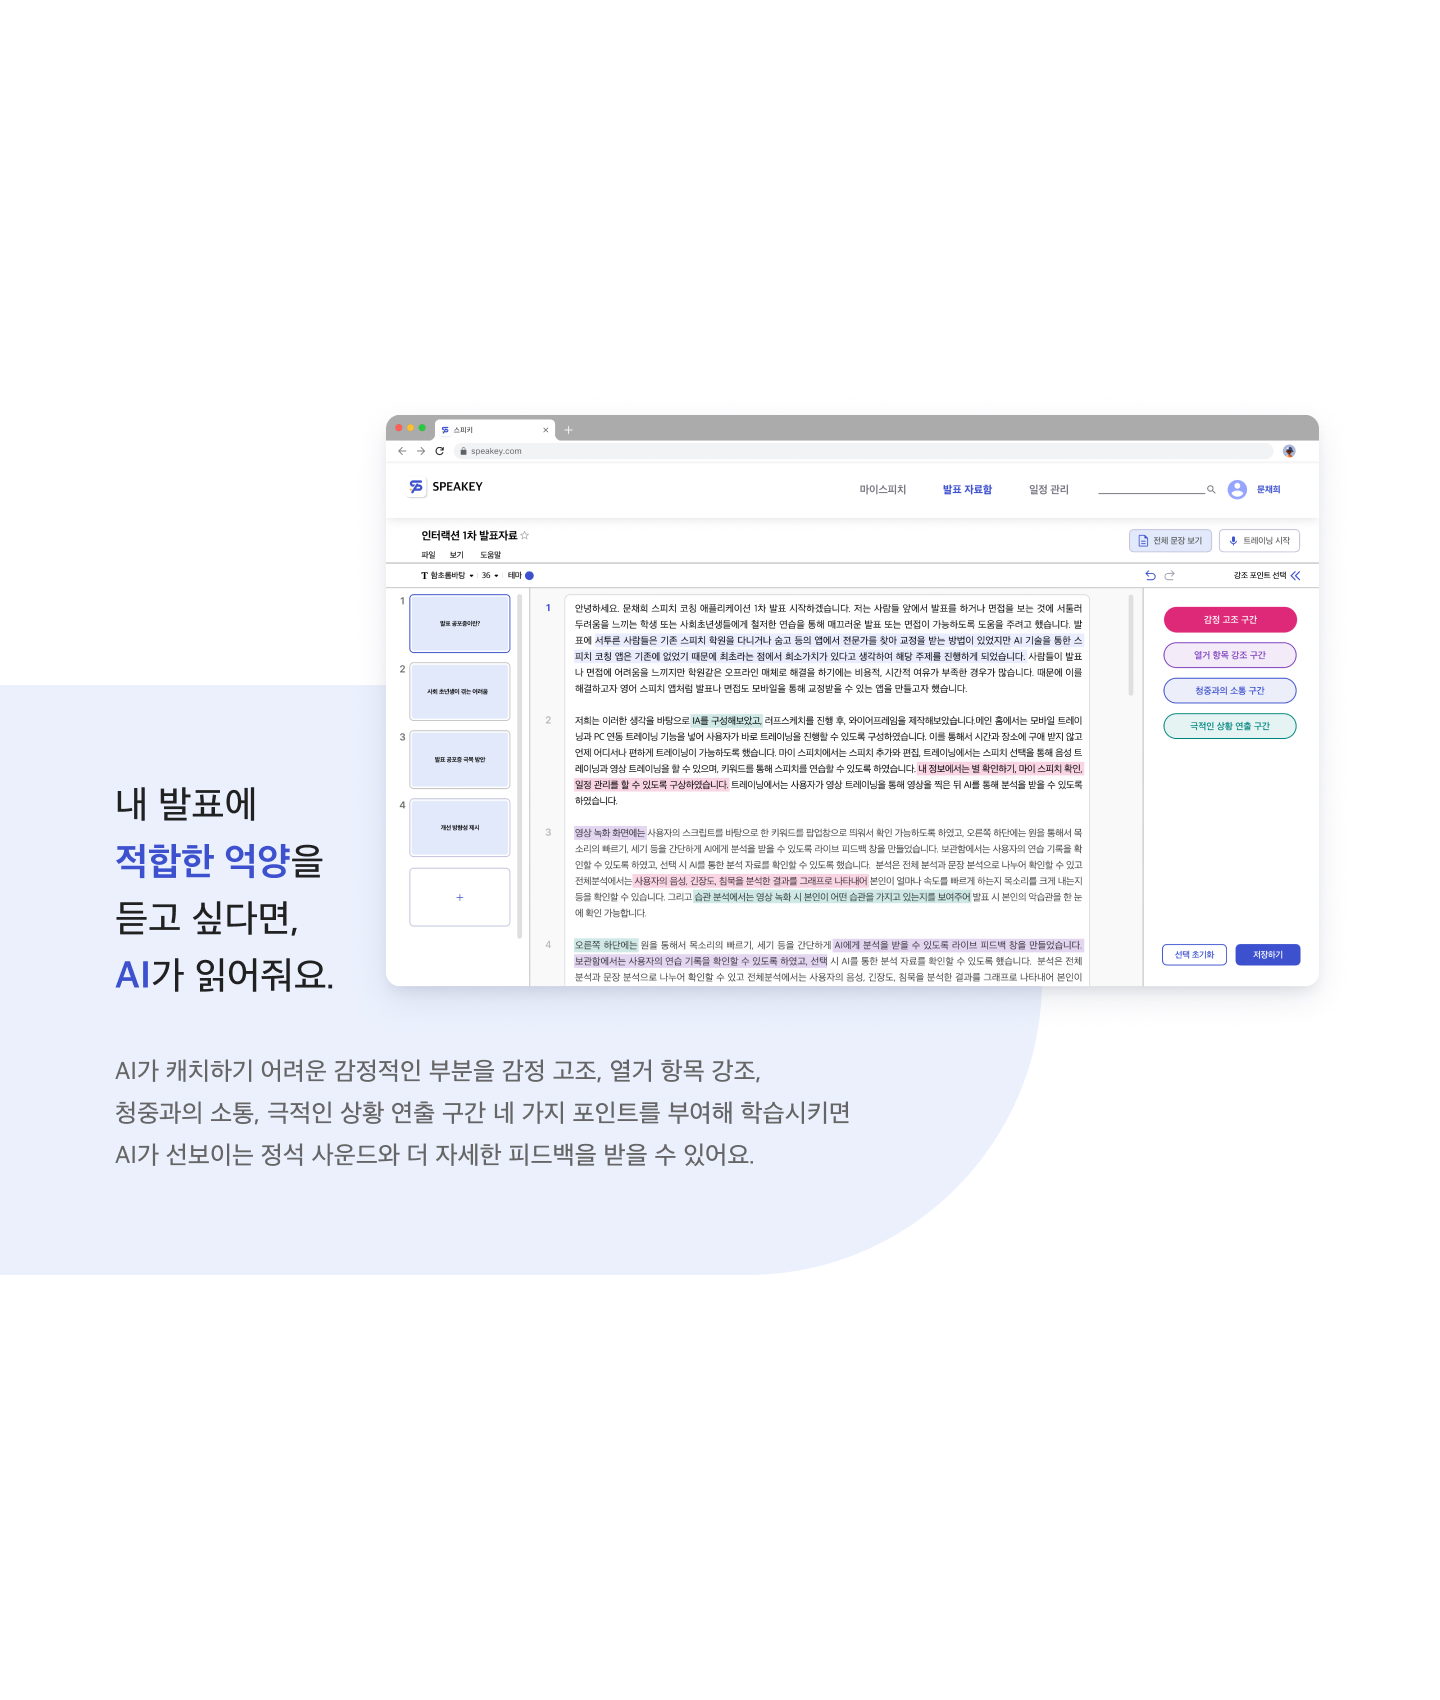 스피키
speakey.com
SPEAKEY
마이스피치
발표 자료함
일정 관리
문채희
인터랙션 1차 발표자료
파일 보기 도움말
전체 문장 보기
트레이닝 시작
T 함초롬바탕 36 테마
강조 포인트 선택
1
발표 공포증이란?
2
사회 초년생이 겪는 어려움
3
발표 공포증 극복 방안
4
개선 방향성 제시
+
1
안녕하세요. 문채희 스피치 코칭 애플리케이션 1차 발표 시작하겠습니다. 저는 사람들 앞에서 발표를 하거나 면접을 보는 것에 서툴러
두려움을 느끼는 학생 또는 사회초년생들에게 철저한 연습을 통해 매끄러운 발표 또는 면접이 가능하도록 도움을 주려고 했습니다. 발
표에 서투른 사람들은 기존 스피치 학원을 다니거나 숨고 등의 앱에서 전문가를 찾아 교정을 받는 방법이 있었지만 AI 기술을 통한 스
피치 코칭 앱은 기존에 없었기 때문에 최초라는 점에서 희소가치가 있다고 생각하여 해당 주제를 진행하게 되었습니다. 사람들이 발표
나 면접에 어려움을 느끼지만 학원같은 오프라인 매체로 해결을 하기에는 비용적, 시간적 여유가 부족한 경우가 많습니다. 때문에 이를
해결하고자 영어 스피치 앱처럼 발표나 면접도 모바일을 통해 교정받을 수 있는 앱을 만들고자 했습니다.
2
저희는 이러한 생각을 바탕으로 IA를 구성해보았고, 러프스케치를 진행 후, 와이어프레임을 제작해보았습니다.메인 홈에서는 모바일 트레이
닝과 PC 연동 트레이닝 기능을 넣어 사용자가 바로 트레이닝을 진행할 수 있도록 구성하였습니다. 이를 통해서 시간과 장소에 구애 받지 않고
언제 어디서나 편하게 트레이닝이 가능하도록 했습니다. 마이 스피치에서는 스피치 추가와 편집, 트레이닝에서는 스피치 선택을 통해 음성 트
레이닝과 영상 트레이닝을 할 수 있으며, 키워드를 통해 스피치를 연습할 수 있도록 하였습니다. 내 정보에서는 별 확인하기, 마이 스피치 확인,
일정 관리를 할 수 있도록 구상하였습니다. 트레이닝에서는 사용자가 영상 트레이닝을 통해 영상을 찍은 뒤 AI를 통해 분석을 받을 수 있도록
하였습니다.
3
영상 녹화 화면에는 사용자의 스크립트를 바탕으로 한 키워드를 팝업창으로 띄워서 확인 가능하도록 하였고, 오른쪽 하단에는 원을 통해서 목
소리의 빠르기, 세기 등을 간단하게 AI에게 분석을 받을 수 있도록 라이브 피드백 창을 만들었습니다. 보관함에서는 사용자의 연습 기록을 확
인할 수 있도록 하였고, 선택 시 AI를 통한 분석 자료를 확인할 수 있도록 했습니다. 분석은 전체 분석과 문장 분석으로 나누어 확인할 수 있고
전체분석에서는 사용자의 음성, 긴장도, 침묵을 분석한 결과를 그래프로 나타내어 본인이 얼마나 속도를 빠르게 하는지 목소리를 크게 내는지
등을 확인할 수 있습니다. 그리고 습관 분석에서는 영상 녹화 시 본인이 어떤 습관을 가지고 있는지를 보여주어 발표 시 본인의 악습관을 한 눈
에 확인 가능합니다.
4
오른쪽 하단에는 원을 통해서 목소리의 빠르기, 세기 등을 간단하게 AI에게 분석을 받을 수 있도록 라이브 피드백 창을 만들었습니다.
보관함에서는 사용자의 연습 기록을 확인할 수 있도록 하였고, 선택 시 AI를 통한 분석 자료를 확인할 수 있도록 했습니다. 분석은 전체
분석과 문장 분석으로 나누어 확인할 수 있고 전체분석에서는 사용자의 음성, 긴장도, 침묵을 분석한 결과를 그래프로 나타내어 본인이
감정 고조 구간
열거 항목 강조 구간
청중과의 소통 구간
극적인 상황 연출 구간
선택 초기화
저장하기
내 발표에
적합한 억양을
듣고 싶다면,
AI가 읽어줘요.
AI가 캐치하기 어려운 감정적인 부분을 감정 고조, 열거 항목 강조,
청중과의 소통, 극적인 상황 연출 구간 네 가지 포인트를 부여해 학습시키면
AI가 선보이는 정석 사운드와 더 자세한 피드백을 받을 수 있어요.